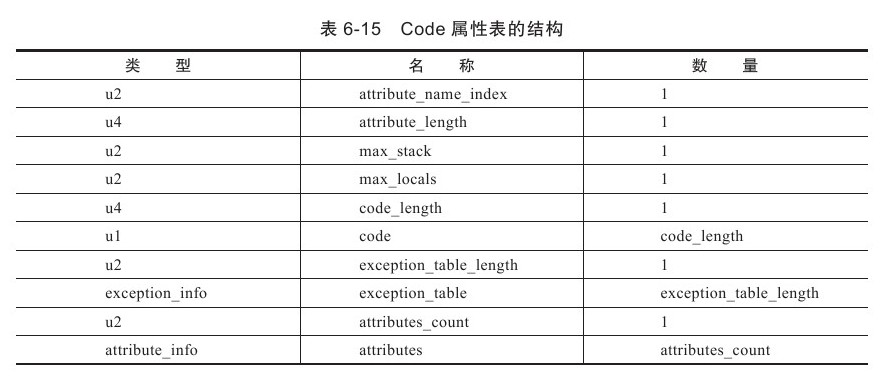 表 6-15 Code 属性表的结构
类 型 名 称 数 量
u2 attribute_name_index 1
u4 attribute_length 1
u2 max_stack 1
u2 max_locals 1
u4 code_length 1
u1 code code_length
u2 exception_table_length 1
exception_info exception_table exception_table_length
u2 attributes_count 1
attribute_info attributes attributes_count